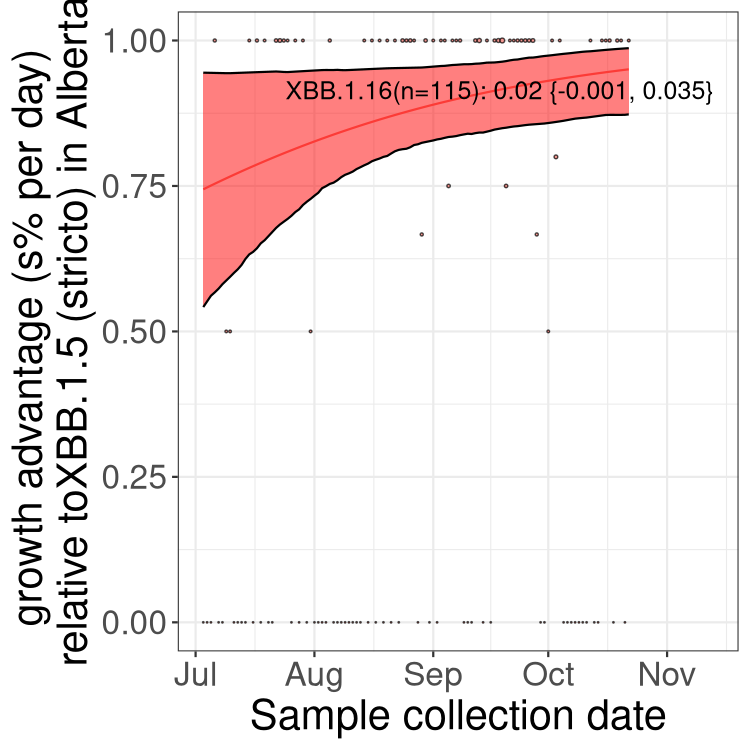 growth advantage (s% per day)
relative toXBB.1.5 (stricto) in Alberta
1.00
0.75
0.50
0.25
0.00
XBB.1.16(n=115): 0.02 {-0.001, 0.035}
Jul Aug Sep Oct Nov
Sample collection date